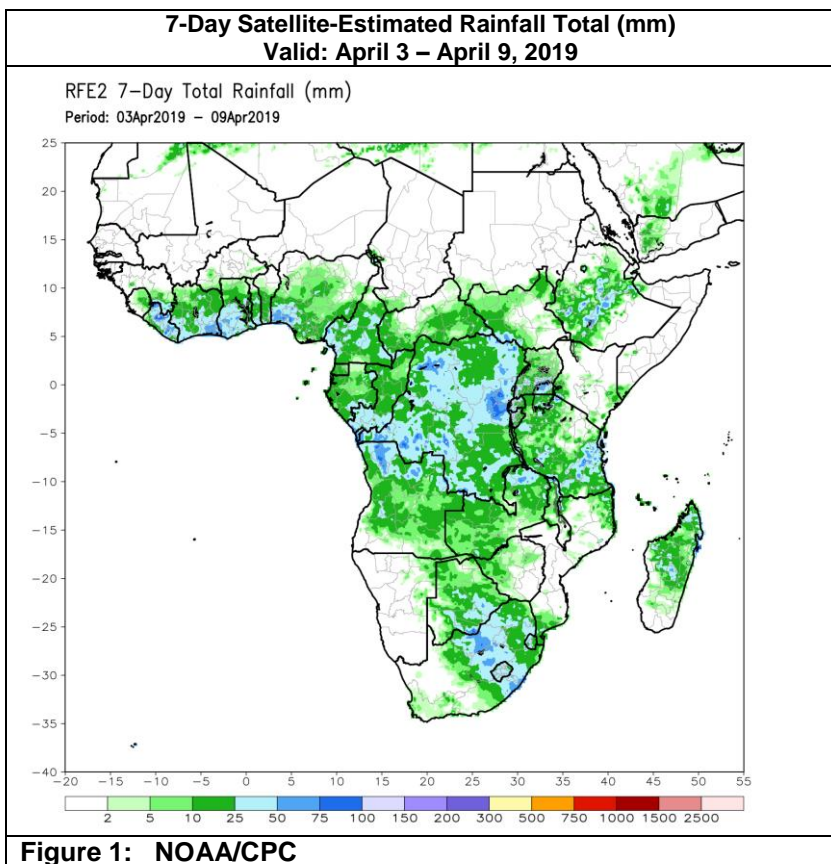 7-Day Satellite-Estimated Rainfall Total (mm)
Valid: April 3 – April 9, 2019
RFE2 7-Day Total Rainfall (mm)
Period: 03Apr2019 – 09Apr2019
25
20
15
10
5
0
-5
-10
-15
-20
-25
-30
-35
-40
-20 -15 -10 -5 0 5 10 15 20 25 30 35 40 45 50 55
2 5 10 25 50 75 100 150 200 300 500 750 1000 1500 2500
Figure 1: NOAA/CPC